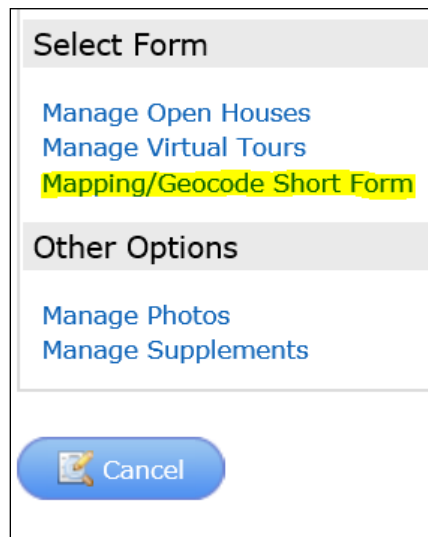 Select Form
Manage Open Houses
Manage Virtual Tours
Mapping/Geocode Short Form
Other Options
Manage Photos
Manage Supplements
Cancel